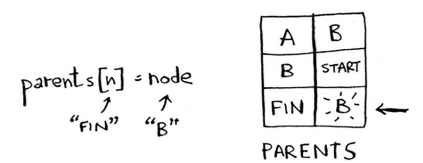 parents[n] = node
"FIN" "B"
A B
B START
FIN B
PARENTS